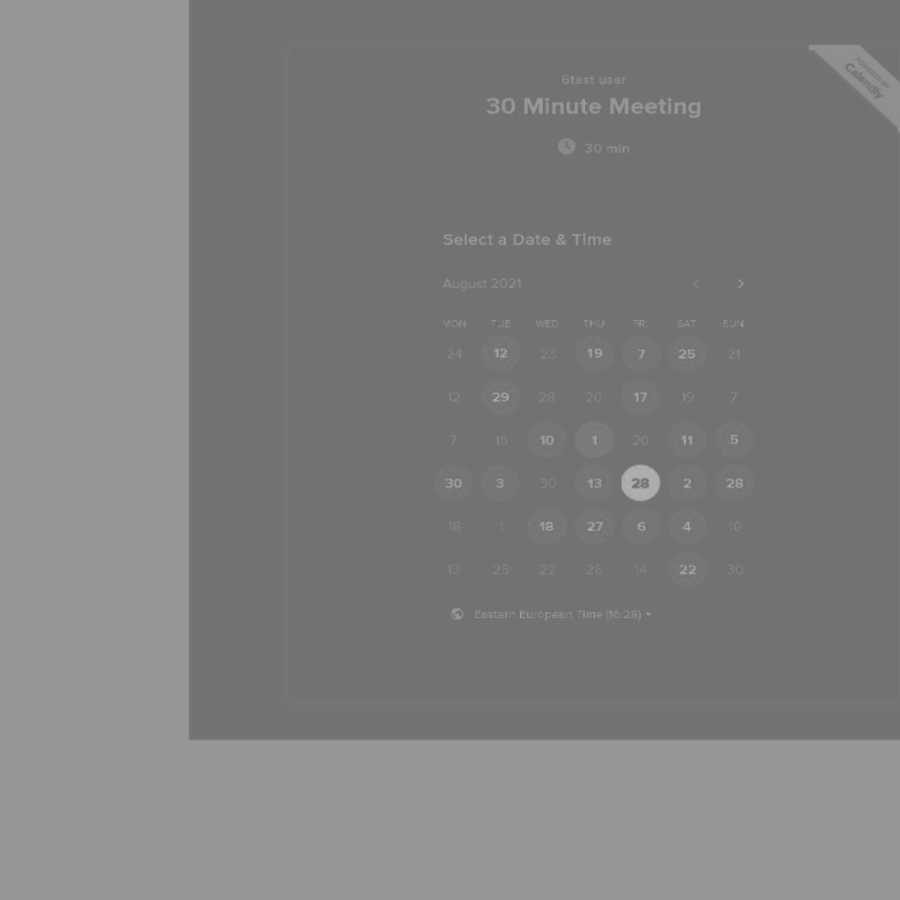 6test user
30 Minute Meeting
30 min
POWERED BY
Calendly
Select a Date & Time
August 2021
MON TUE WED THU FRI SAT SUN
24 12 23 19 7 25 21
12 29 28 20 17 19 7
7 15 10 1 20 11 5
30 3 30 13 28 2 28
18 1 18 27 6 4 10
13 25 22 26 14 22 30
Eastern European Time (16:28)